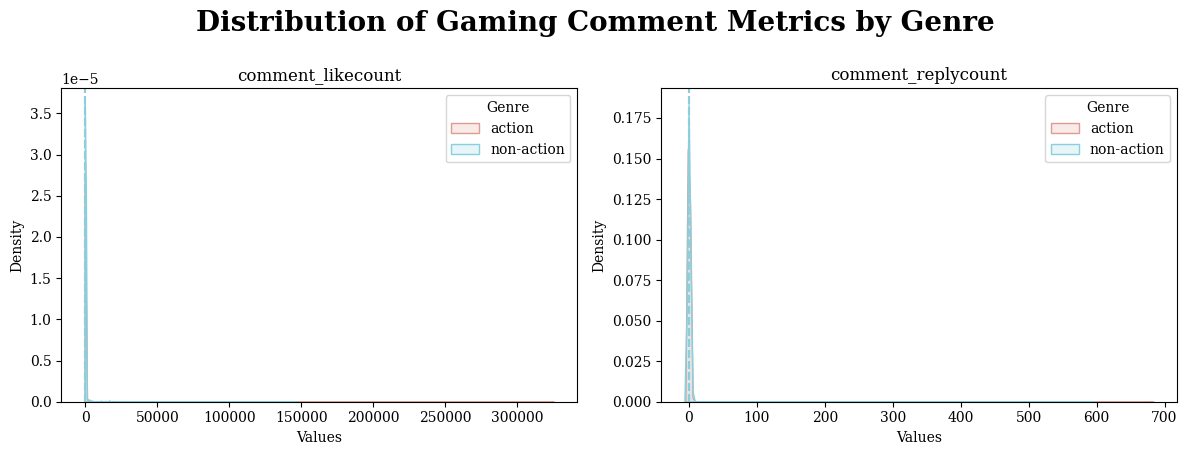 Distribution of Gaming Comment Metrics by Genre
comment_likecount
1e−5
Genre
action
non-action
3.5
3.0
2.5
2.0
1.5
1.0
0.5
0.0
Density
0 50000 100000 150000 200000 250000 300000
Values
comment_replycount
Genre
action
non-action
0.175
0.150
0.125
0.100
0.075
0.050
0.025
0.000
Density
0 100 200 300 400 500 600 700
Values